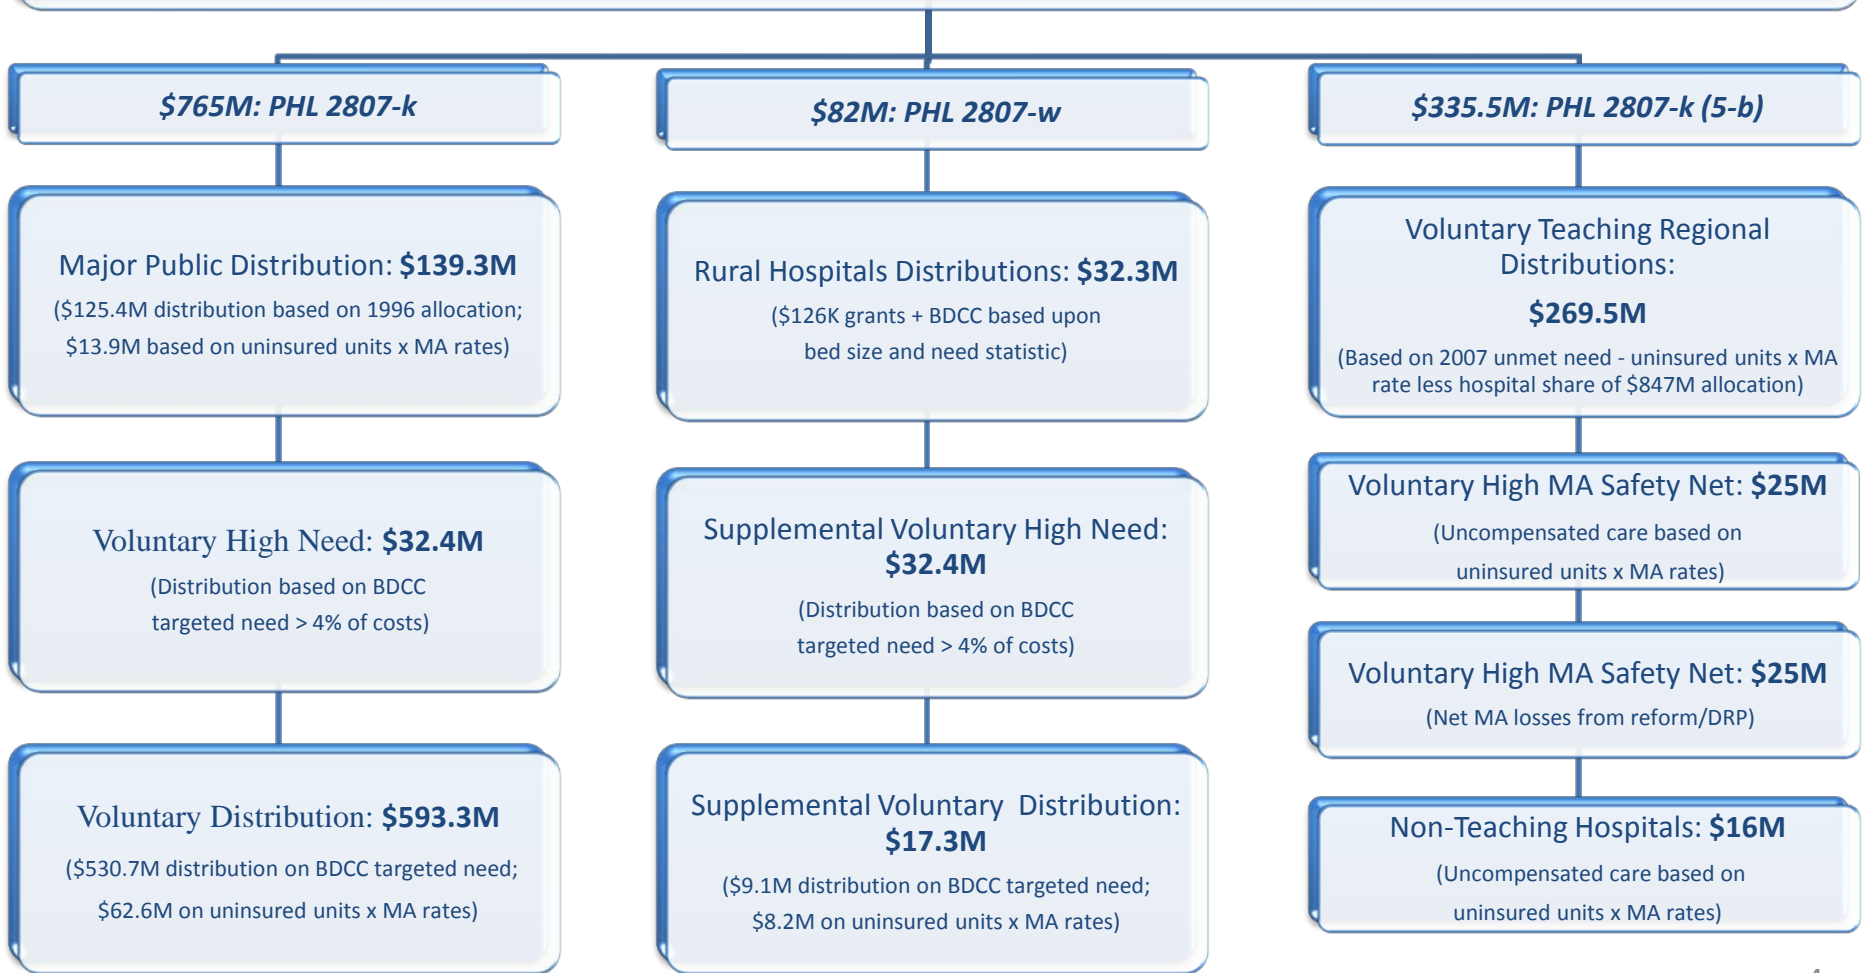 $765M: PHL 2807-k
Major Public Distribution: $139.3M
($125.4M distribution based on 1996 allocation;
$13.9M based on uninsured units x MA rates)
Voluntary High Need: $32.4M
(Distribution based on BDCC
targeted need > 4% of costs)
Voluntary Distribution: $593.3M
($530.7M distribution on BDCC targeted need;
$62.6M on uninsured units x MA rates)
$82M: PHL 2807-w
Rural Hospitals Distributions: $32.3M
($126K grants + BDCC based upon
bed size and need statistic)
Supplemental Voluntary High Need:
$32.4M
(Distribution based on BDCC
targeted need > 4% of costs)
Supplemental Voluntary Distribution:
$17.3M
($9.1M distribution on BDCC targeted need;
$8.2M on uninsured units x MA rates)
$335.5M: PHL 2807-k (5-b)
Voluntary Teaching Regional
Distributions:
$269.5M
(Based on 2007 unmet need - uninsured units x MA
rate less hospital share of $847M allocation)
Voluntary High MA Safety Net: $25M
(Uncompensated care based on
uninsured units x MA rates)
Voluntary High MA Safety Net: $25M
(Net MA losses from reform/DRP)
Non-Teaching Hospitals: $16M
(Uncompensated care based on
uninsured units x MA rates)